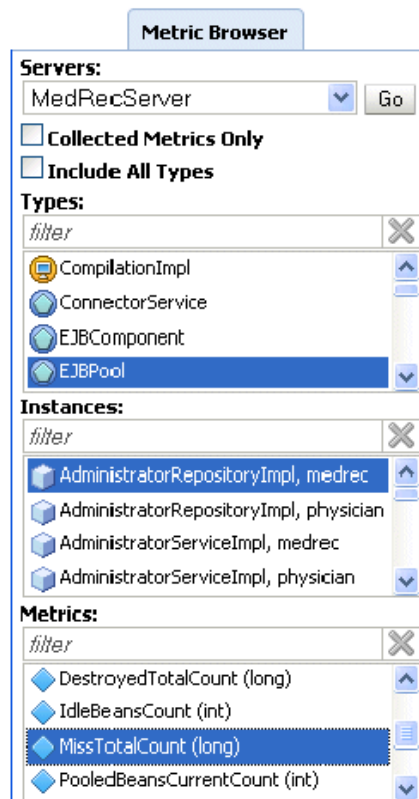 Metric Browser
Servers:
MedRecServer
Go
Collected Metrics Only
Include All Types
Types:
filter
CompilationImpl
ConnectorService
EJBComponent
EJBPool
Instances:
filter
AdministratorRepositoryImpl, medrec
AdministratorRepositoryImpl, physician
AdministratorServiceImpl, medrec
AdministratorServiceImpl, physician
Metrics:
filter
DestroyedTotalCount (long)
IdleBeansCount (int)
MissTotalCount (long)
PooledBeansCurrentCount (int)